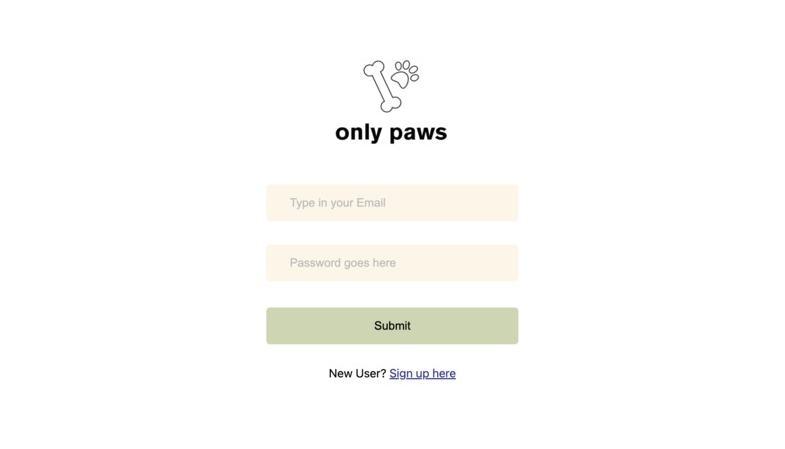 only paws
Type in your Email
Password goes here
Submit
New User? Sign up here